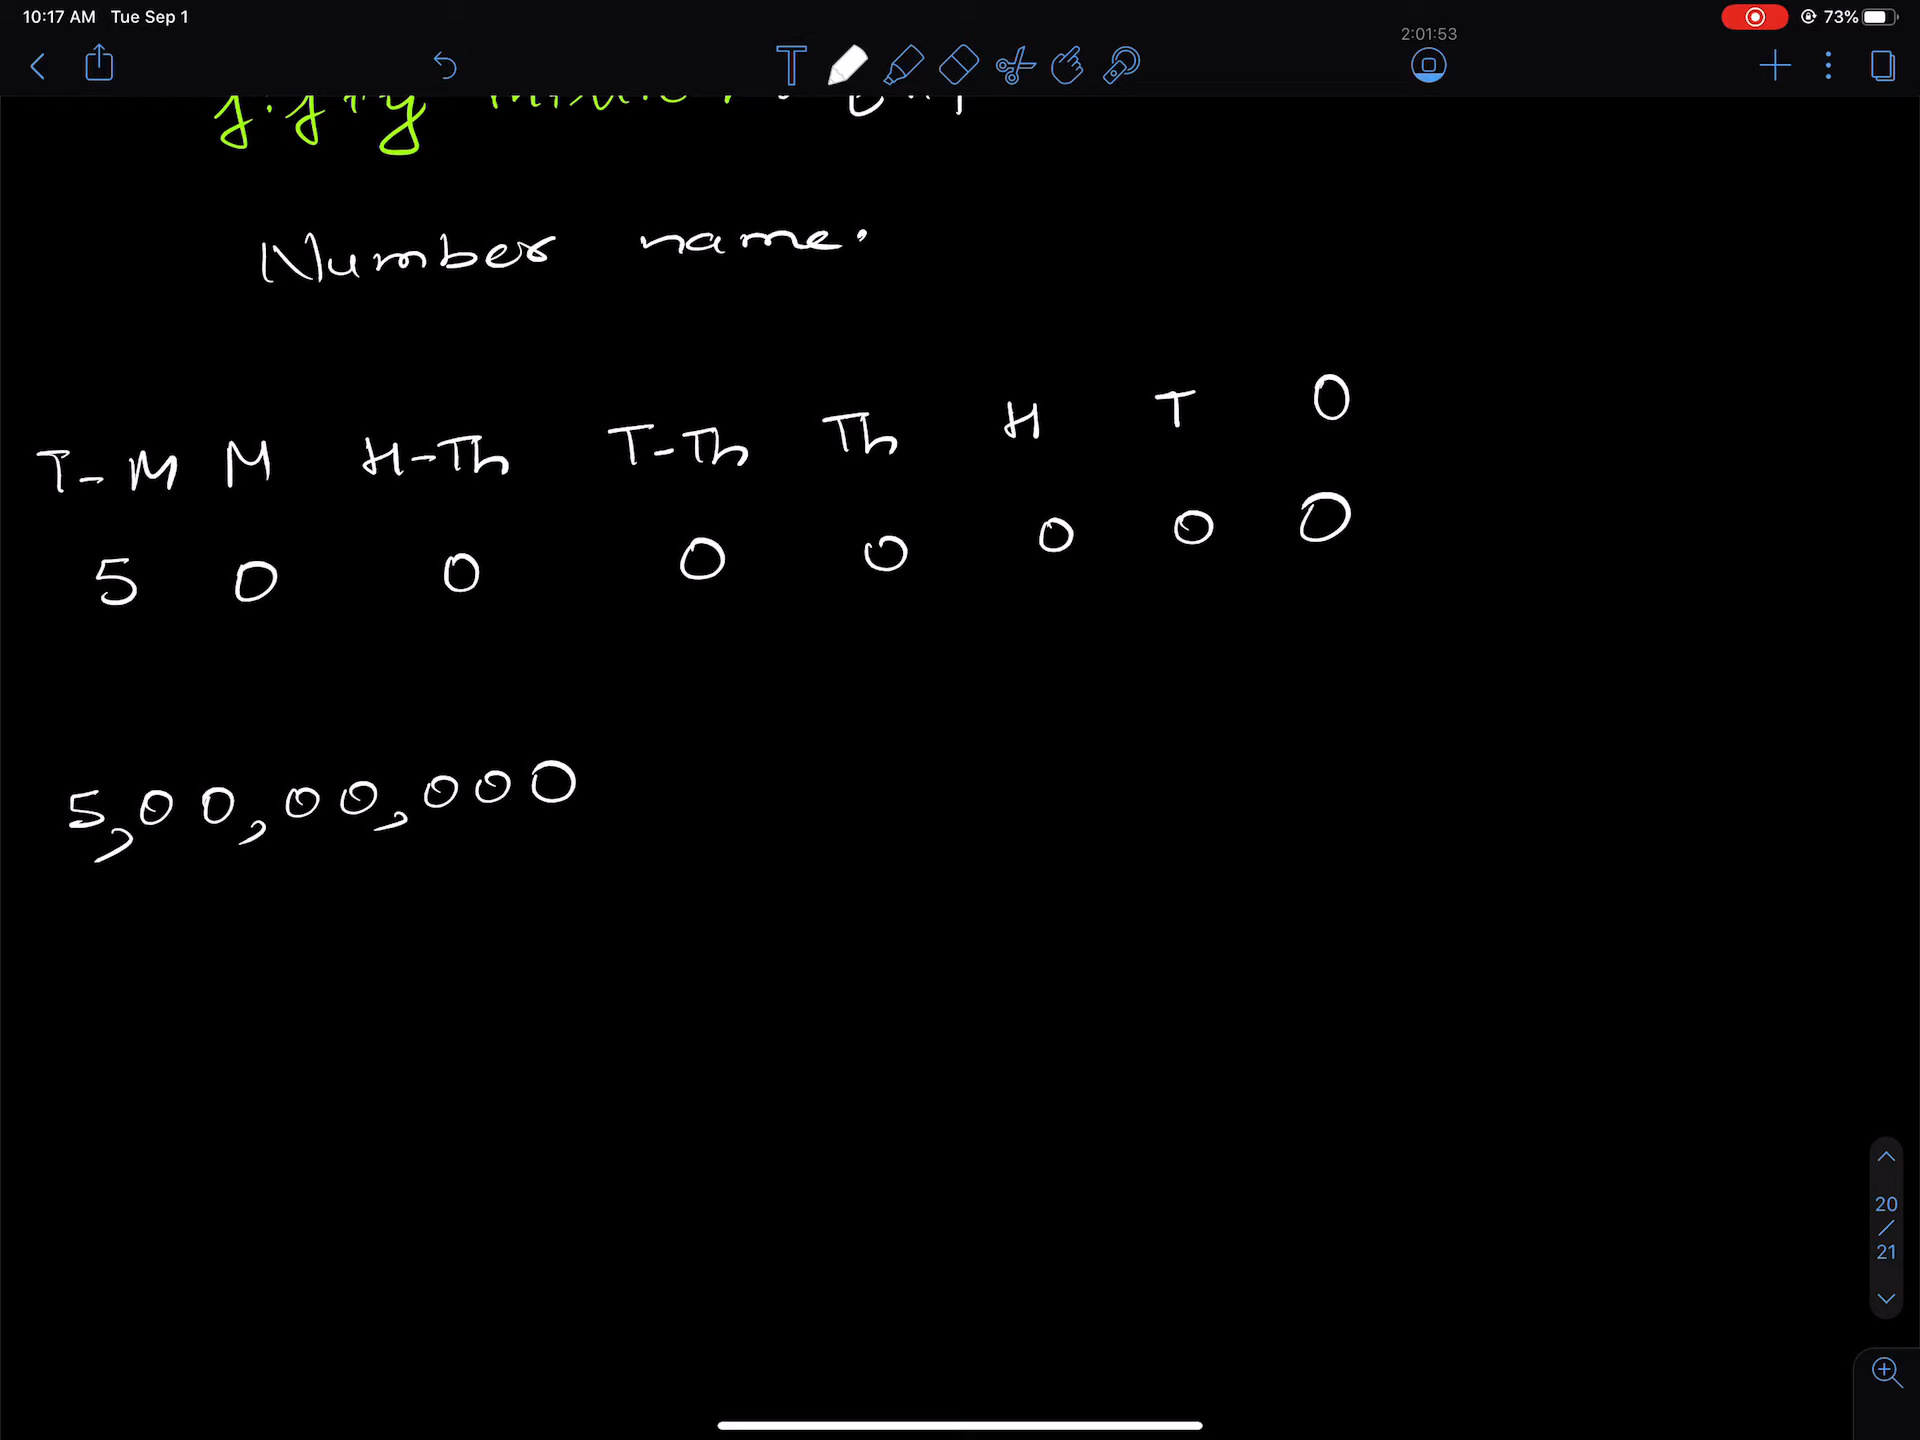 10:17 AM Tue Sep 1
73%
2:01:53
T
Number name.
T-M M H-Th T-Th Th H T O
5 0 0 0 0 0 0 0
5,00,00,000
20
/
21